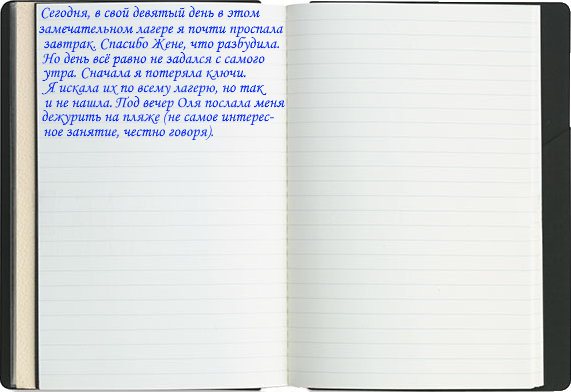 Сегодня, в свой девятый день в этом
замечательном лагере я почти проспала
завтрак. Спасибо Жене, что разбудила.
Но день всё равно не задался с самого
утра. Сначала я потеряла ключи.
Я искала их по всему лагерю, но так
и не нашла. Под вечер Оля послала меня
дежурить на пляже (не самое интерес-
ное занятие, честно говоря).